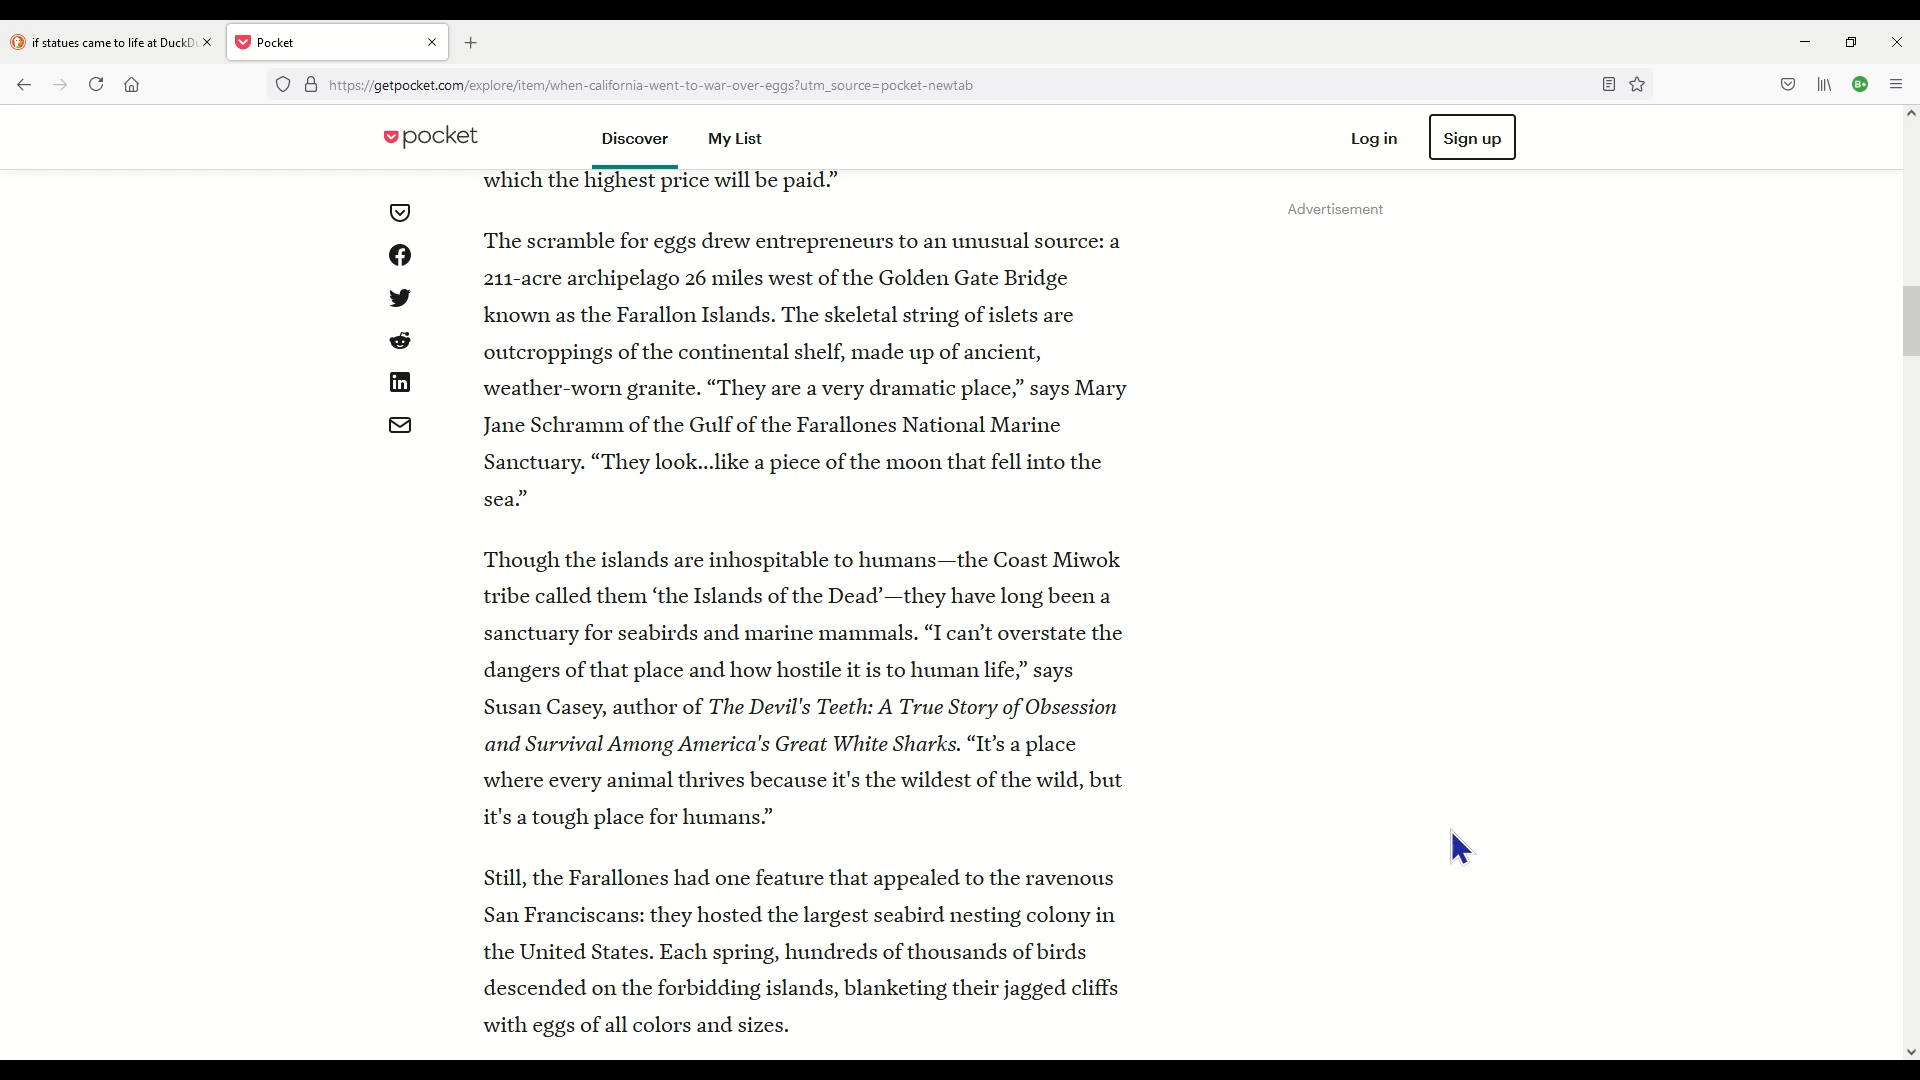 if statues came to life at DuckDu
Pocket
https://getpocket.com/explore/item/when-california-went-to-war-over-eggs?utm_source=pocket-newtab
B+
pocket
Discover
My List
Log in
Sign up
which the highest price will be paid.”
Advertisement
The scramble for eggs drew entrepreneurs to an unusual source: a
211-acre archipelago 26 miles west of the Golden Gate Bridge
known as the Farallon Islands. The skeletal string of islets are
outcroppings of the continental shelf, made up of ancient,
weather-worn granite. “They are a very dramatic place,” says Mary
Jane Schramm of the Gulf of the Farallones National Marine
Sanctuary. “They look...like a piece of the moon that fell into the
sea.”
Though the islands are inhospitable to humans—the Coast Miwok
tribe called them ‘the Islands of the Dead’—they have long been a
sanctuary for seabirds and marine mammals. “I can’t overstate the
dangers of that place and how hostile it is to human life,” says
Susan Casey, author of The Devil's Teeth: A True Story of Obsession
and Survival Among America's Great White Sharks. “It’s a place
where every animal thrives because it's the wildest of the wild, but
it's a tough place for humans.”
Still, the Farallones had one feature that appealed to the ravenous
San Franciscans: they hosted the largest seabird nesting colony in
the United States. Each spring, hundreds of thousands of birds
descended on the forbidding islands, blanketing their jagged cliffs
with eggs of all colors and sizes.